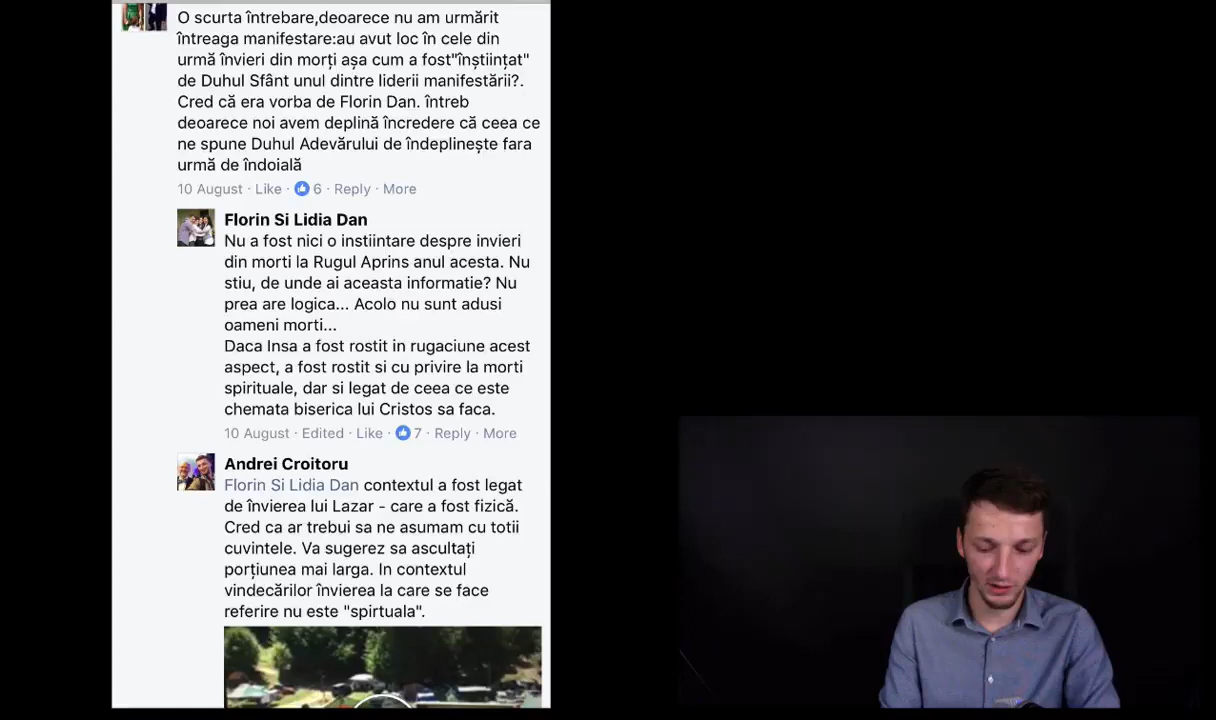 O scurta întrebare,deoarece nu am urmărit
întreaga manifestare:au avut loc în cele din
urmă învieri din morți așa cum a fost"înștiințat"
de Duhul Sfânt unul dintre liderii manifestării?.
Cred că era vorba de Florin Dan. întreb
deoarece noi avem deplină încredere că ceea ce
ne spune Duhul Adevărului de îndeplinește fara
urmă de îndoială
10 August · Like · 6 · Reply · More
Florin Si Lidia Dan
Nu a fost nici o instiintare despre invieri
din morti la Rugul Aprins anul acesta. Nu
stiu, de unde ai aceasta informatie? Nu
prea are logica... Acolo nu sunt adusi
oameni morti...
Daca Insa a fost rostit in rugaciune acest
aspect, a fost rostit si cu privire la morti
spirituale, dar si legat de ceea ce este
chemata biserica lui Cristos sa faca.
10 August · Edited · Like · 7 · Reply · More
Andrei Croitoru
Florin Si Lidia Dan contextul a fost legat
de învierea lui Lazar - care a fost fizică.
Cred ca ar trebui sa ne asumam cu totii
cuvintele. Va sugerez sa ascultați
porțiunea mai larga. In contextul
vindecărilor învierea la care se face
referire nu este "spirtuala".